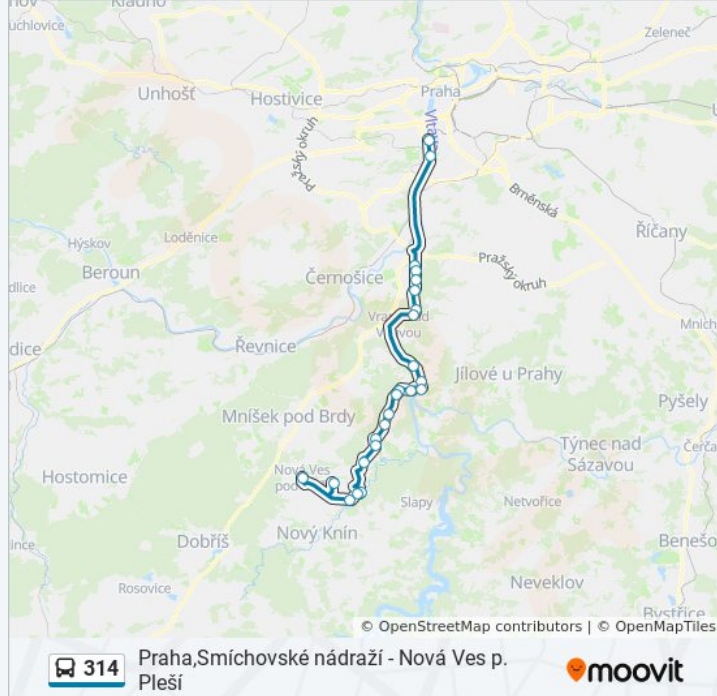 Kladno
uchlovice
Zeleneč
Unhošť
Hostivice
Praha
Vltava
Pražský okruh
Brněnská
Říčany
Hýskov
Loděnice
Beroun
Černošice
Pražský okruh
dlice
Vrané nad
Vltavou
Mnich
dice
Řevnice
Jílové u Prahy
Mníšek pod Brdy
Pyšely
Týnec nad
Sázavou
Čerča
Hostomice
Nová Ves
pod
Slapy
Netvořice
ince
Dobříš
Nový Knín
Benešo
Rosovice
Neveklov
Bystřice
© OpenStreetMap contributors | © OpenMapTiles
314
Praha,Smíchovské nádraží - Nová Ves p.
Pleší
moovit